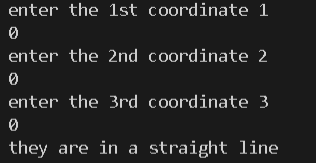 enter the 1st coordinate 1
0
enter the 2nd coordinate 2
0
enter the 3rd coordinate 3
0
they are in a straight line